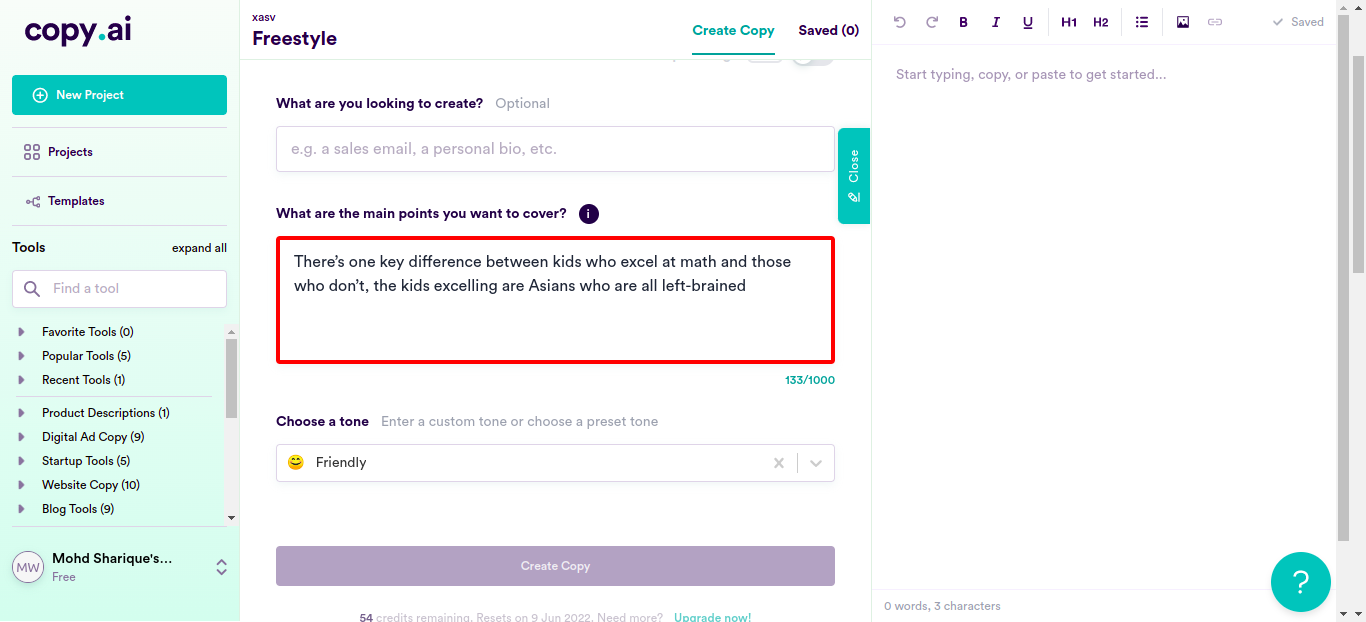 copy.ai
New Project
Projects
Templates
Tools
expand all
Find a tool
Favorite Tools (0)
Popular Tools (5)
Recent Tools (1)
Product Descriptions (1)
Digital Ad Copy (9)
Startup Tools (5)
Website Copy (10)
Blog Tools (9)
MW
Mohd Sharique's...
Free
xasv
Freestyle
Create Copy
Saved (0)
What are you looking to create? Optional
e.g. a sales email, a personal bio, etc.
Close
What are the main points you want to cover? i
There’s one key difference between kids who excel at math and those
who don’t, the kids excelling are Asians who are all left-brained
133/1000
Choose a tone Enter a custom tone or choose a preset tone
😊 Friendly
Create Copy
54 credits remaining. Resets on 9 Jun 2022. Need more? Upgrade now!
B I U H1 H2
Saved
Start typing, copy, or paste to get started...
0 words, 3 characters
?